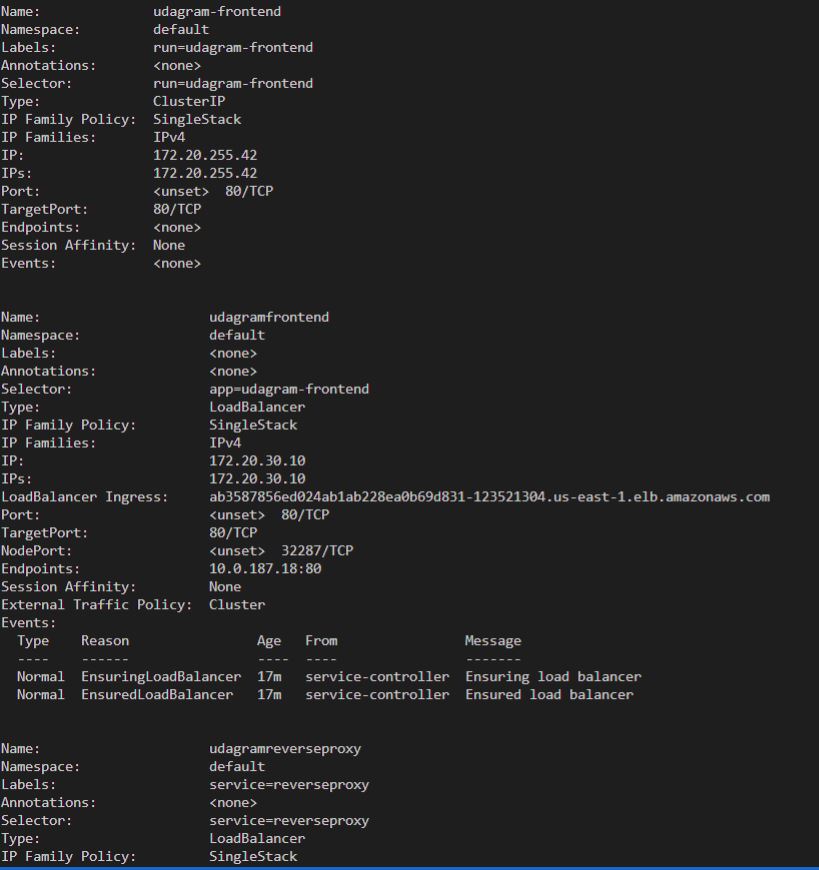 Name:              udagram-frontend
Namespace:         default
Labels:            run=udagram-frontend
Annotations:       <none>
Selector:          run=udagram-frontend
Type:              ClusterIP
IP Family Policy:  SingleStack
IP Families:       IPv4
IP:                172.20.255.42
IPs:               172.20.255.42
Port:              <unset>  80/TCP
TargetPort:        80/TCP
Endpoints:         <none>
Session Affinity:  None
Events:            <none>

Name:                     udagramfrontend
Namespace:                default
Labels:                   <none>
Annotations:              <none>
Selector:                 app=udagram-frontend
Type:                     LoadBalancer
IP Family Policy:         SingleStack
IP Families:              IPv4
IP:                       172.20.30.10
IPs:                      172.20.30.10
LoadBalancer Ingress:     ab3587856ed024ab1ab228ea0b69d831-123521304.us-east-1.elb.amazonaws.com
Port:                     <unset>  80/TCP
TargetPort:               80/TCP
NodePort:                 <unset>  32287/TCP
Endpoints:                10.0.187.18:80
Session Affinity:         None
External Traffic Policy:  Cluster
Events:
  Type    Reason                Age   From                Message
  ----    ------                ----  ----                -------
  Normal  EnsuringLoadBalancer  17m   service-controller  Ensuring load balancer
  Normal  EnsuredLoadBalancer   17m   service-controller  Ensured load balancer

Name:                     udagramreverseproxy
Namespace:                default
Labels:                   service=reverseproxy
Annotations:              <none>
Selector:                 service=reverseproxy
Type:                     LoadBalancer
IP Family Policy:         SingleStack